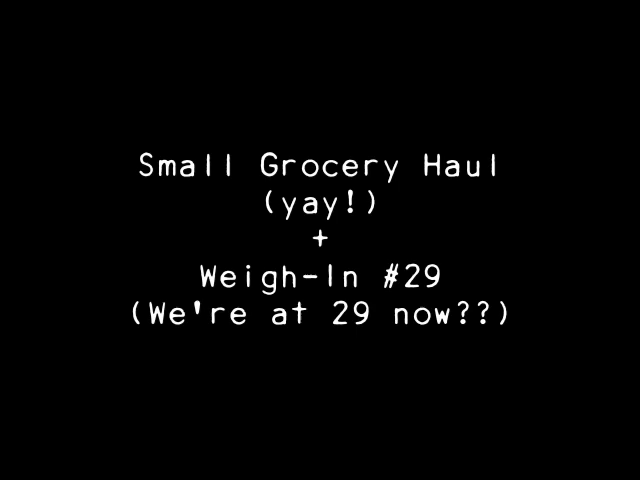 Small Grocery Haul
(yay!)
+
Weigh-In #29
(We're at 29 now??)